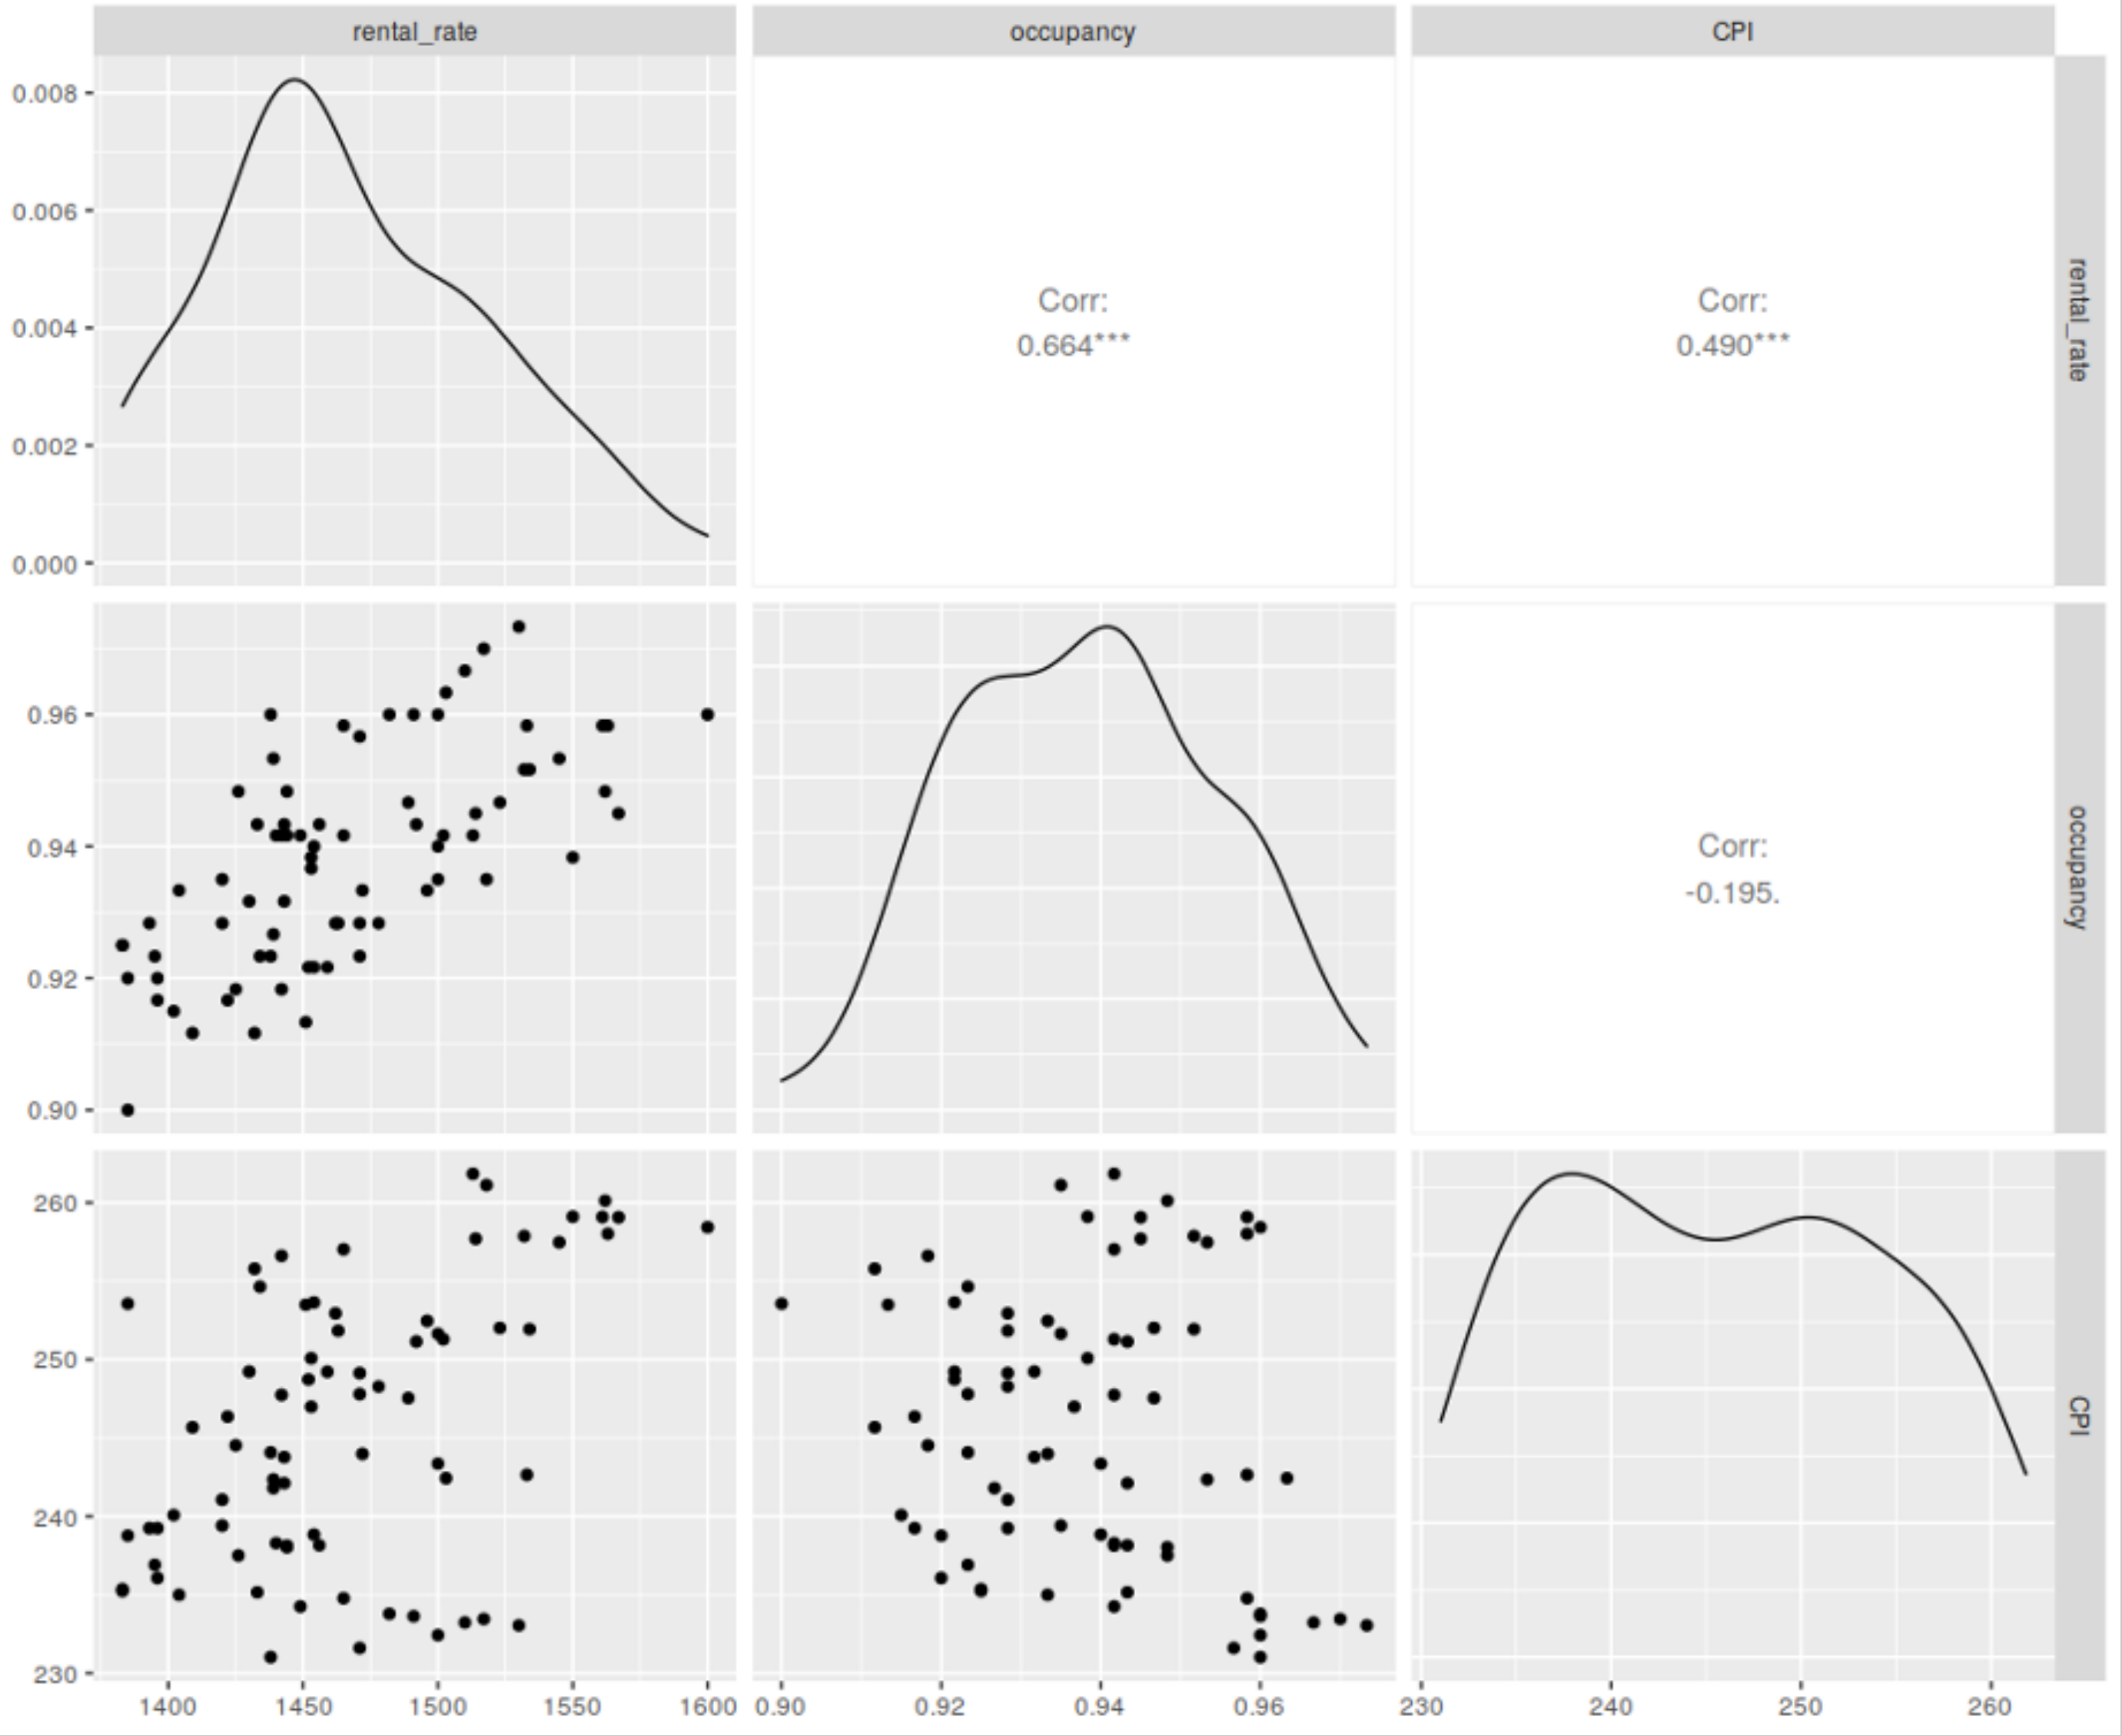 rental_rate occupancy CPI
0.008
0.006
0.004
0.002
0.000
Corr:
0.664***
Corr:
0.490***
rental_rate
0.96
0.94
0.92
0.90
Corr:
-0.195.
occupancy
260
250
240
230
CPI
1400 1450 1500 1550 1600 0.90 0.92 0.94 0.96 230 240 250 260